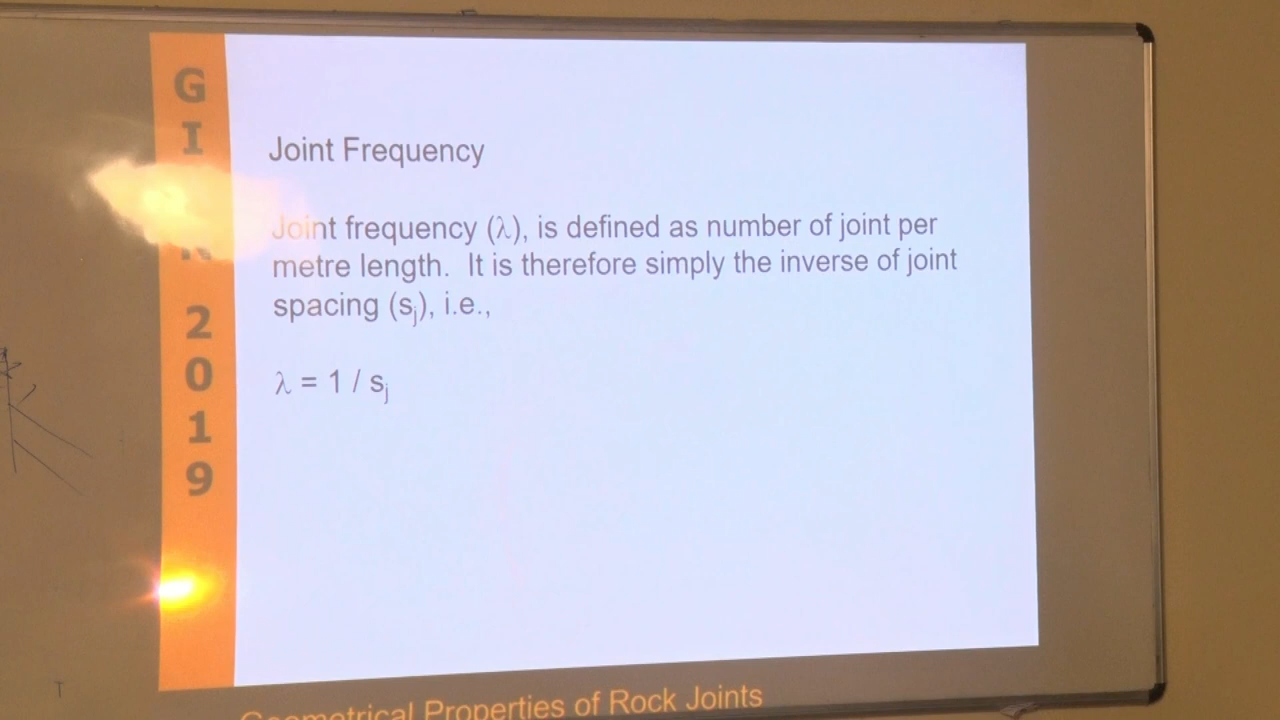 G
I
N
2
0
1
9
Joint Frequency
Joint frequency (λ), is defined as number of joint per
metre length. It is therefore simply the inverse of joint
spacing (sj), i.e.,
λ = 1 / sj
Geometrical Properties of Rock Joints
T